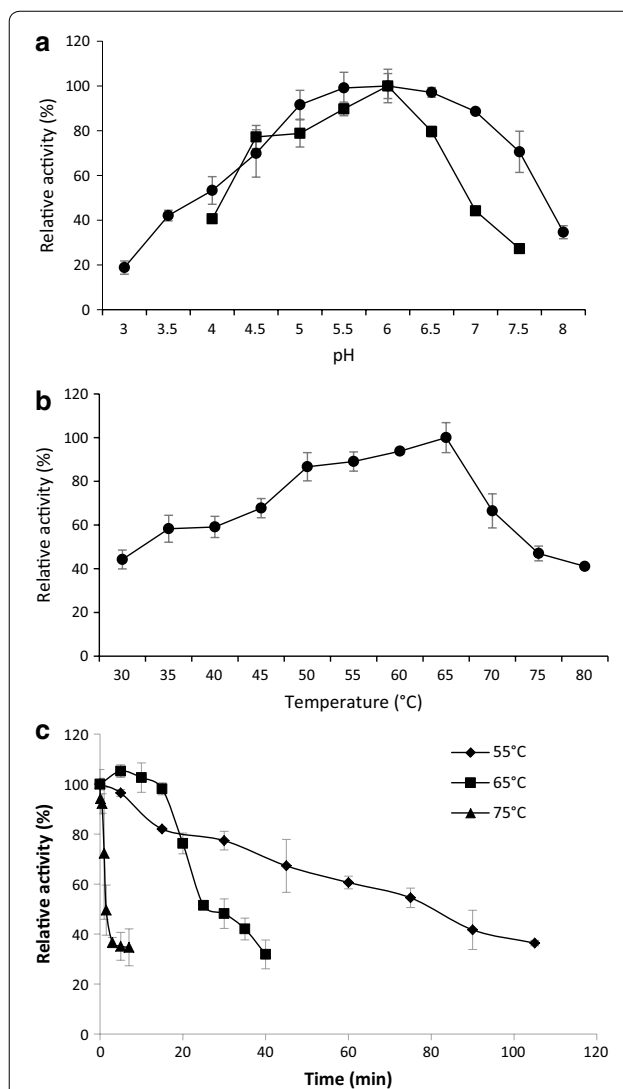 a
Relative activity (%)
120
100
80
60
40
20
0
3 3.5 4 4.5 5 5.5 6 6.5 7 7.5 8
pH
b
Relative activity (%)
120
100
80
60
40
20
0
30 35 40 45 50 55 60 65 70 75 80
Temperature (°C)
c
Relative activity (%)
120
100
80
60
40
20
0
55°C
65°C
75°C
0 20 40 60 80 100 120
Time (min)